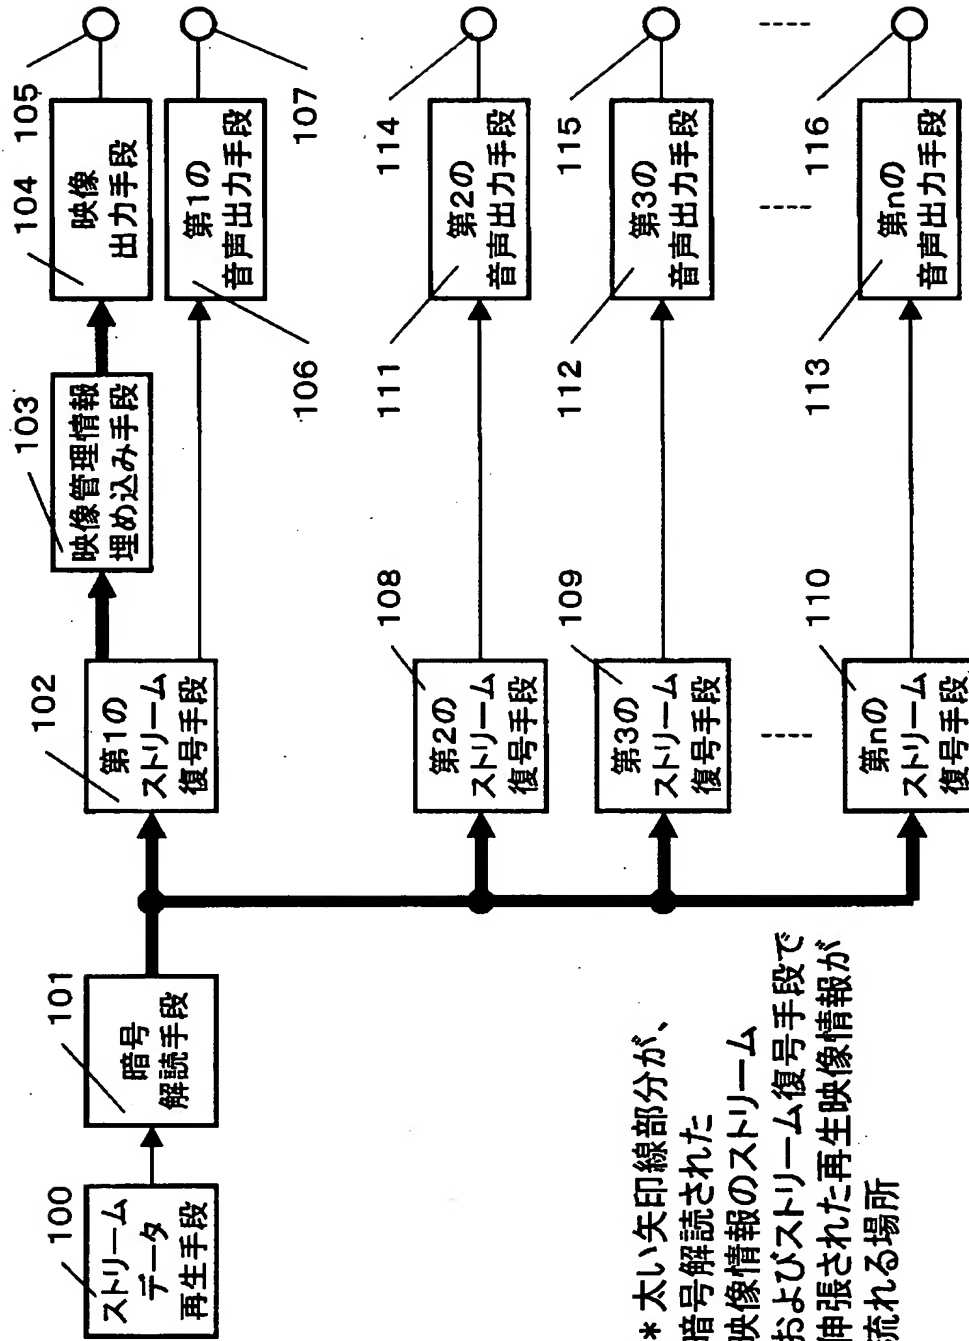 100
ストリーム
データ
再生手段
101
暗号
解読手段
102
第1の
ストリーム
復号手段
103
映像管理情報
埋め込み手段
104
映像
出力手段
105
106
第1の
音声出力手段
107
108
第2の
ストリーム
復号手段
111
第2の
音声出力手段
114
109
第3の
ストリーム
復号手段
112
第3の
音声出力手段
115
110
第nの
ストリーム
復号手段
113
第nの
音声出力手段
116
*太い矢印線部分が、
暗号解読された
映像情報のストリーム
およびストリーム復号手段で
伸張された再生映像情報が
流れる場所